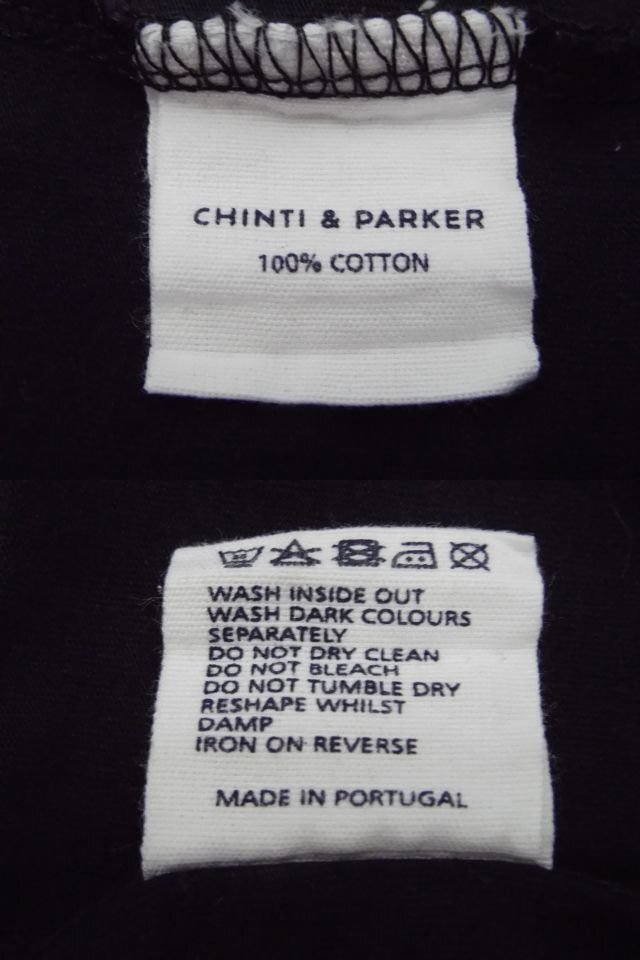 CHINTI & PARKER
100% COTTON
WASH INSIDE OUT
WASH DARK COLOURS
SEPARATELY
DO NOT DRY CLEAN
DO NOT BLEACH
DO NOT TUMBLE DRY
RESHAPE WHILST
DAMP
IRON ON REVERSE
MADE IN PORTUGAL